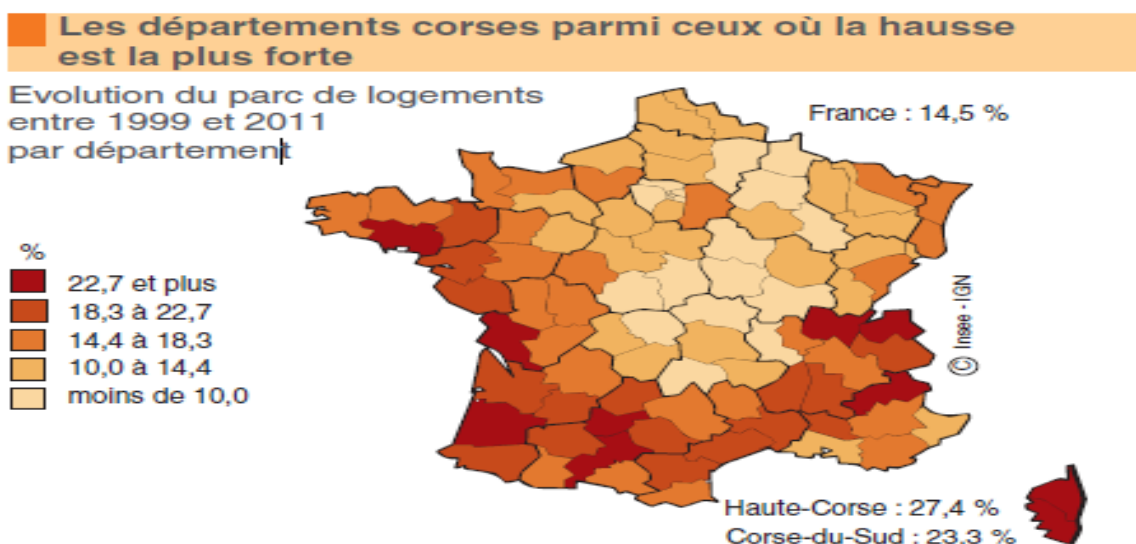 Les départements corses parmi ceux où la hausse
est la plus forte
Evolution du parc de logements
entre 1999 et 2011
par département
France : 14,5 %
%
22,7 et plus
18,3 à 22,7
14,4 à 18,3
10,0 à 14,4
moins de 10,0
© Insee - IGN
Haute-Corse : 27,4 %
Corse-du-Sud : 23,3 %